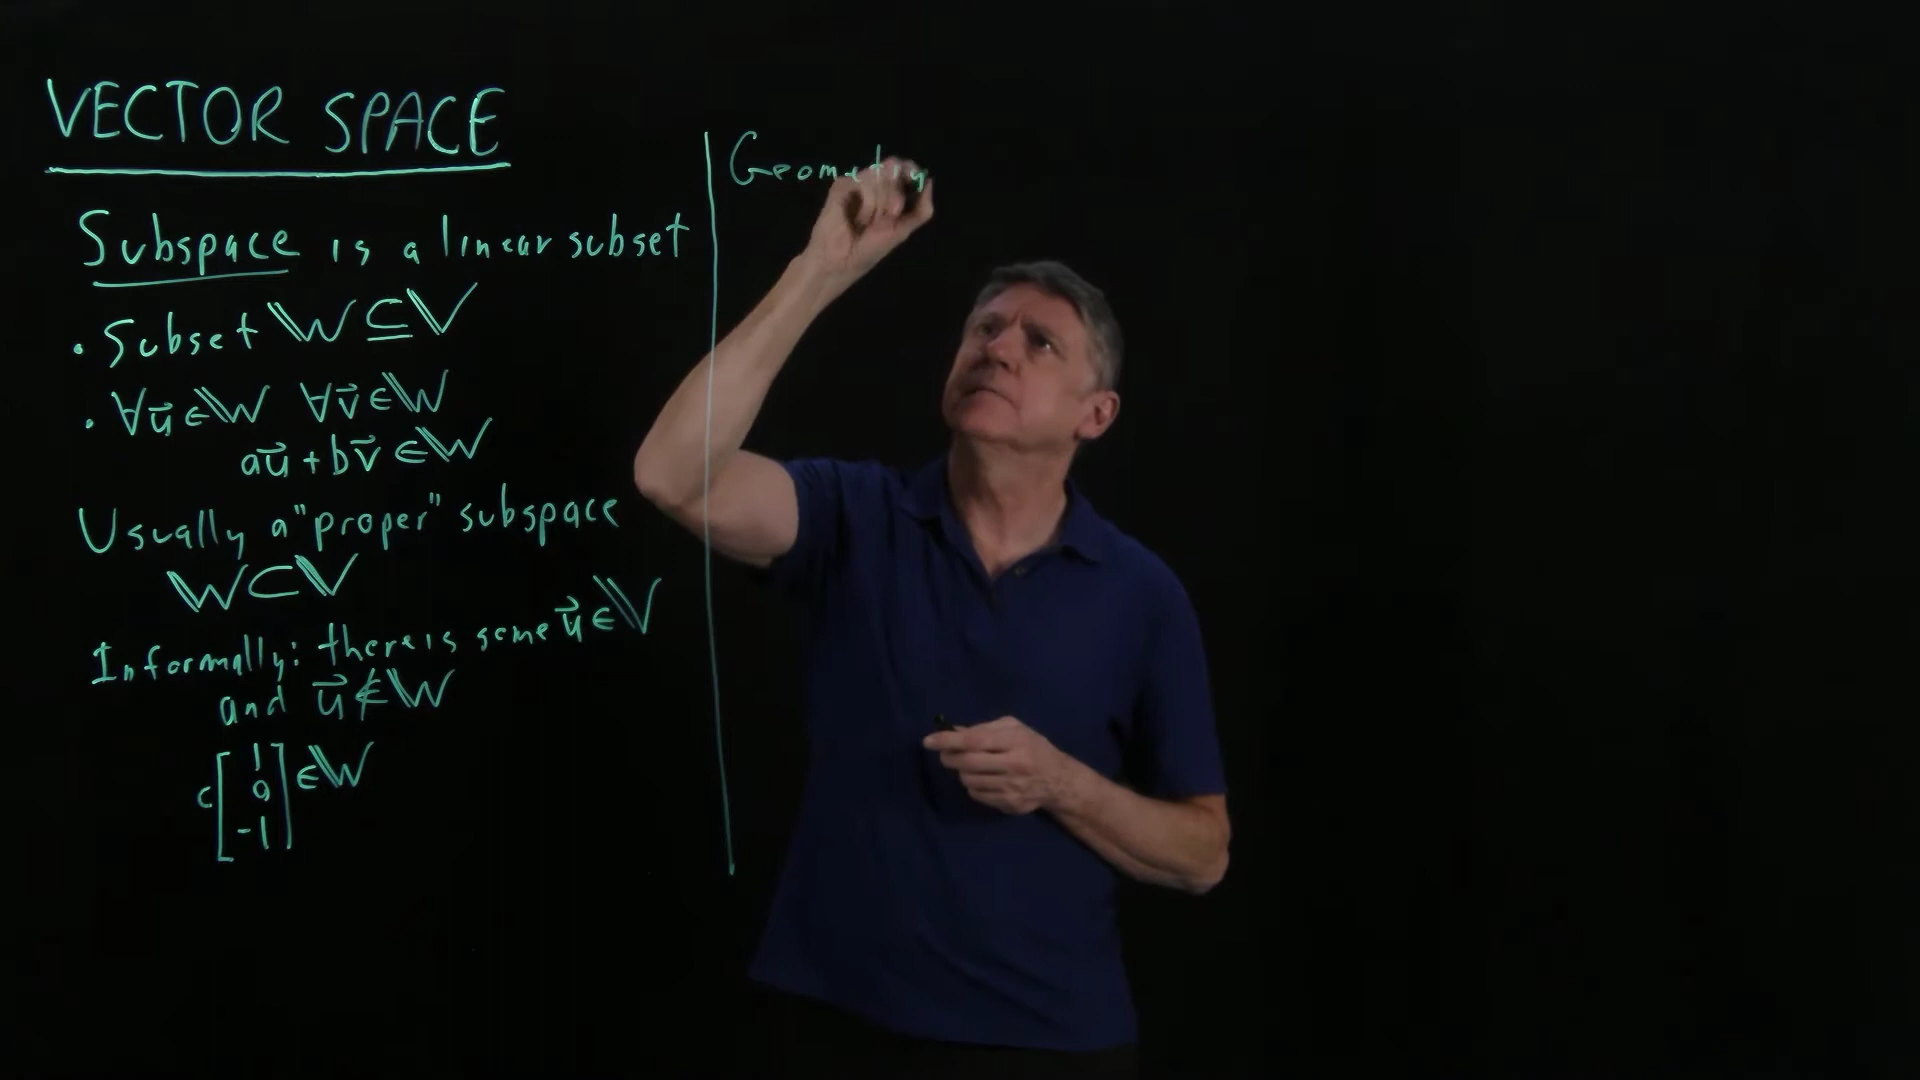 VECTOR SPACE
Subspace is a linear subset
• Subset 𝕎 ⊆ 𝕍
• ∀u⃗ ∈ 𝕎 ∀v⃗ ∈ 𝕎
au⃗ + bv⃗ ∈ 𝕎
Usually a "proper" subspace
𝕎 ⊂ 𝕍
Informally: there is some u⃗ ∈ 𝕍
and u⃗ ∉ 𝕎
c [1 0 -1] ∈ 𝕎
Geometry